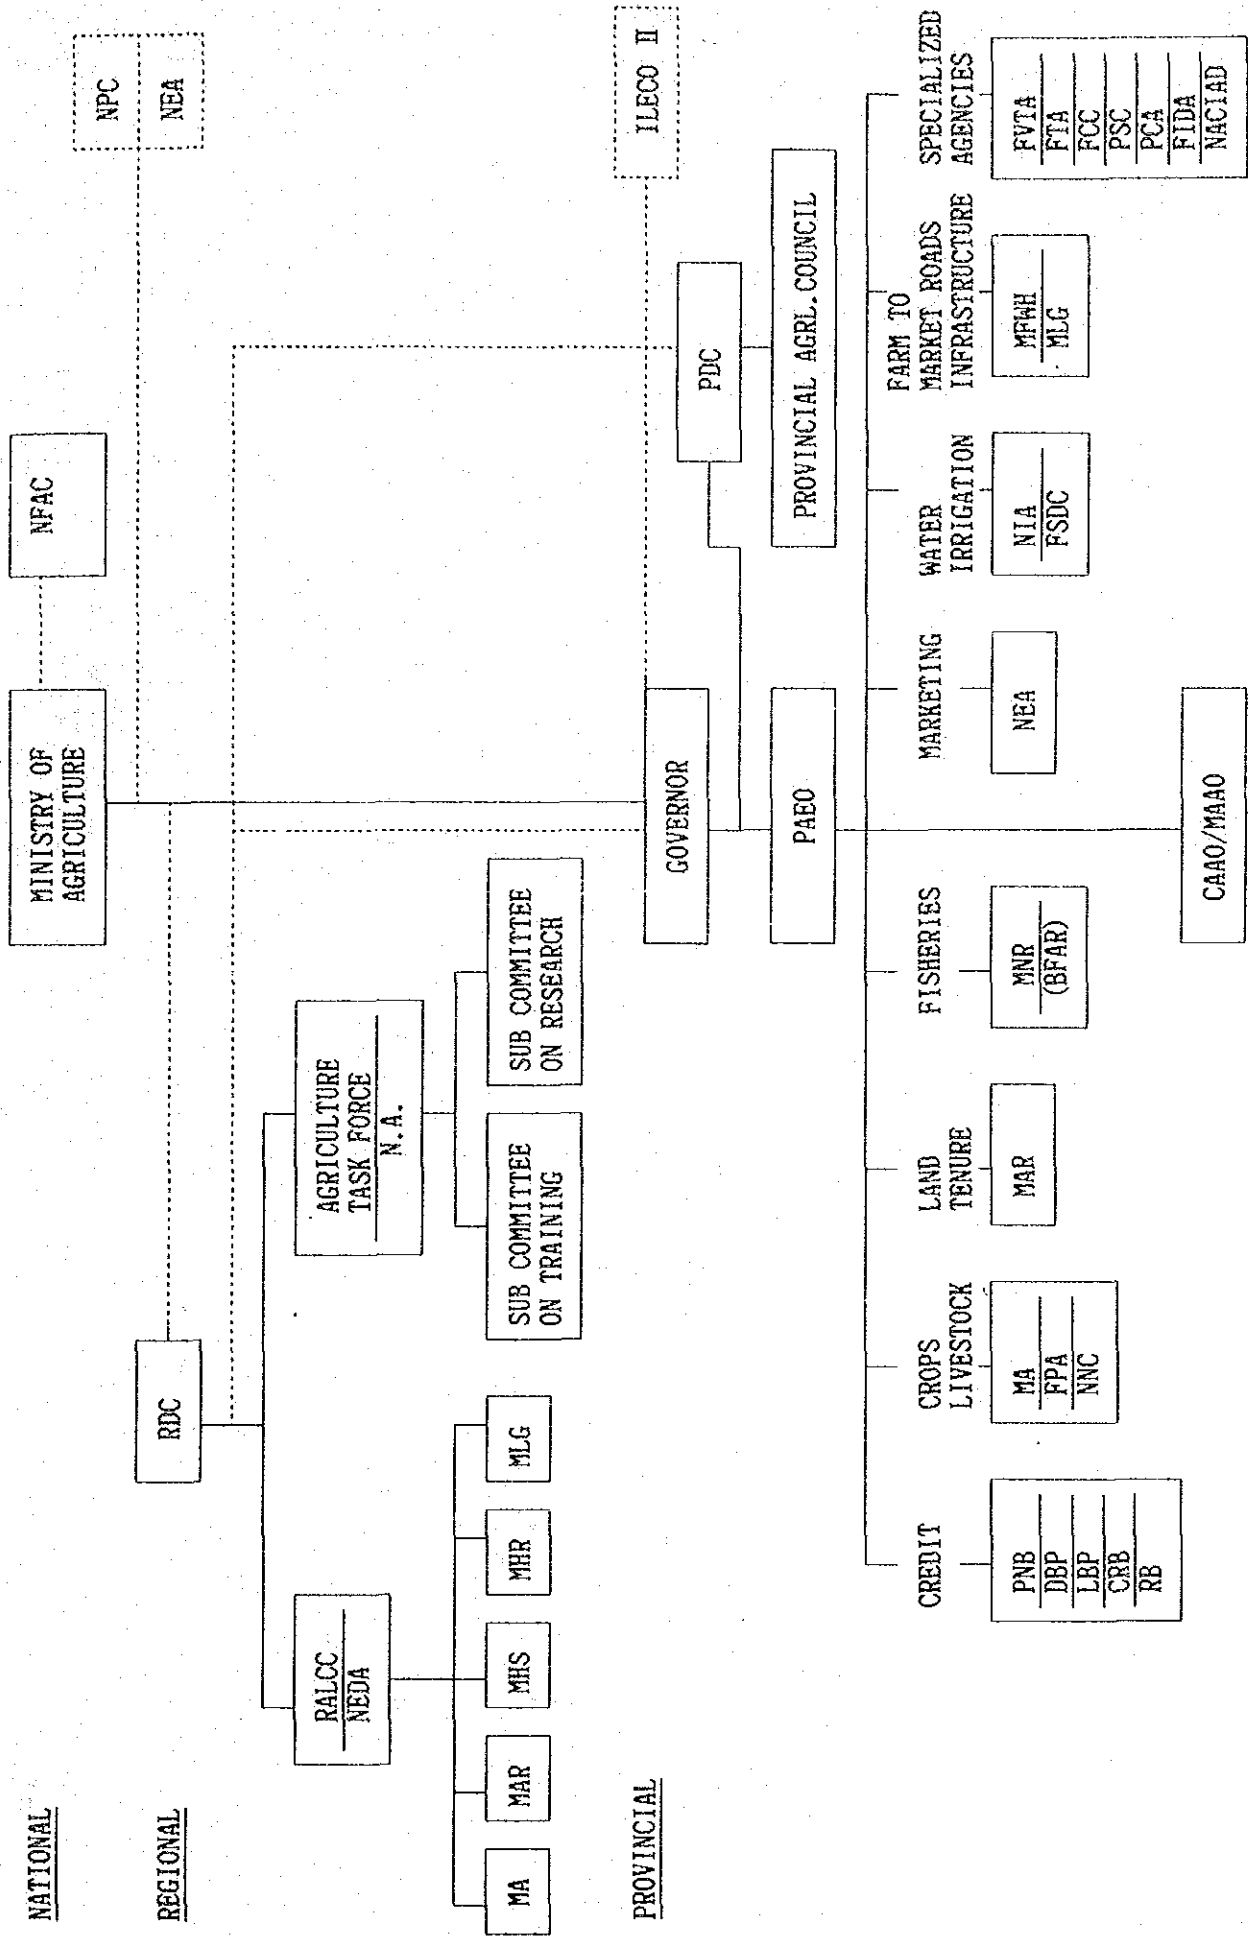 NATIONAL
MINISTRY OF
AGRICULTURE
NFAC
NPC
NEA
REGIONAL
RDC
RALCC
NEDA
AGRICULTURE
TASK FORCE
N.A.
MA
MAR
MHS
MHR
MLG
SUB COMMITTEE
ON TRAINING
SUB COMMITTEE
ON RESEARCH
PROVINCIAL
GOVERNOR
ILECO II
PDC
PAEO
PROVINCIAL AGRL.COUNCIL
CREDIT
PNB
DBP
LBP
CRB
RB
CROPS
LIVESTOCK
MA
FPA
NNC
LAND
TENURE
MAR
FISHERIES
MNR
(BFAR)
MARKETING
NEA
WATER
IRRIGATION
NIA
FSDC
FARM TO
MARKET ROADS
INFRASTRUCTURE
MFWH
MLG
SPECIALIZED
AGENCIES
FVTA
FTA
FCC
PSC
PCA
FIDA
NACIAD
CAAO/MAAO